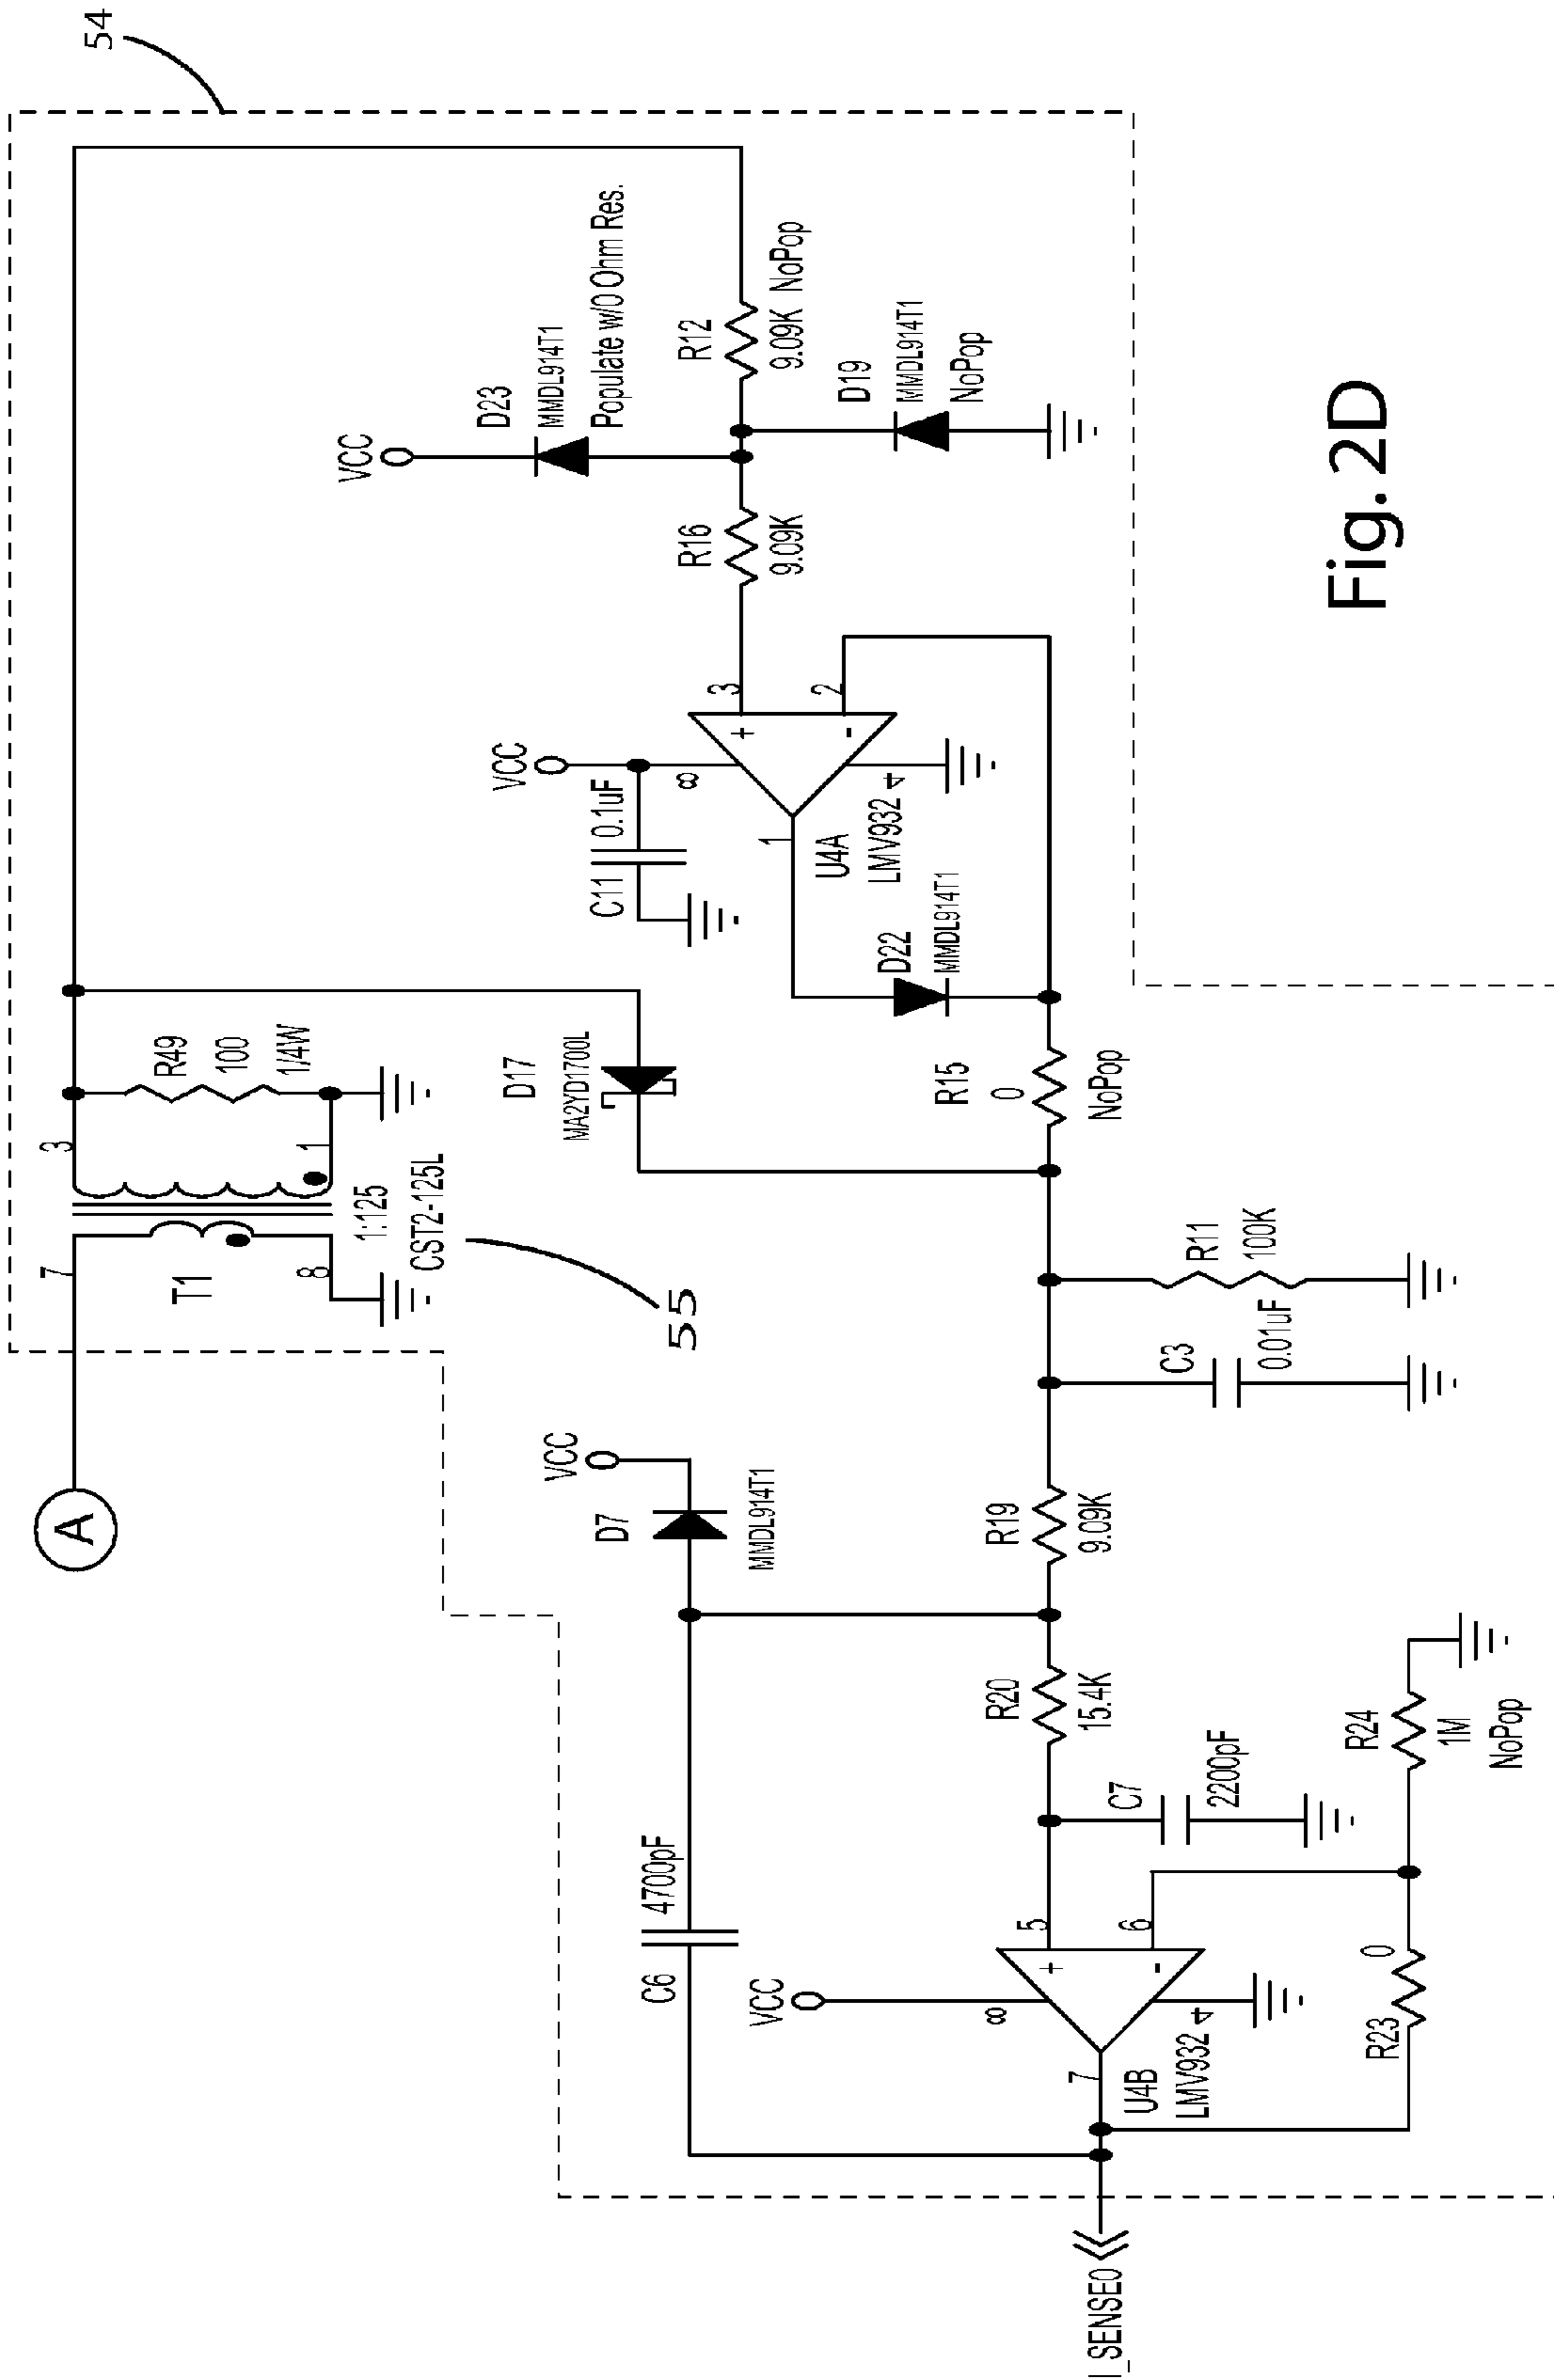 54
A
7
T1
8
1:125
CST2-125L
55
3
1
R49
100
1/4W
D17
MA2YD1700L
VCC
C11 0.1uF
8
3
+
2
-
1
4
U4A
LMV932
D22
MMDL914T1
VCC
D23
MMDL914T1
Populate w/0 Ohm Res.
R16
9.09K
R12
9.09K NoPop
D19
MMDL914T1
NoPop
R15
0
NoPop
R11
100K
C3
0.01uF
VCC
D7
MMDL914T1
R19
9.09K
R20
15.4K
C6 4700pF
C7
2200pF
VCC
8
5
+
6
-
7
4
U4B
LMV932
R23 0
R24
1M
NoPop
I_SENSE0
Fig. 2D